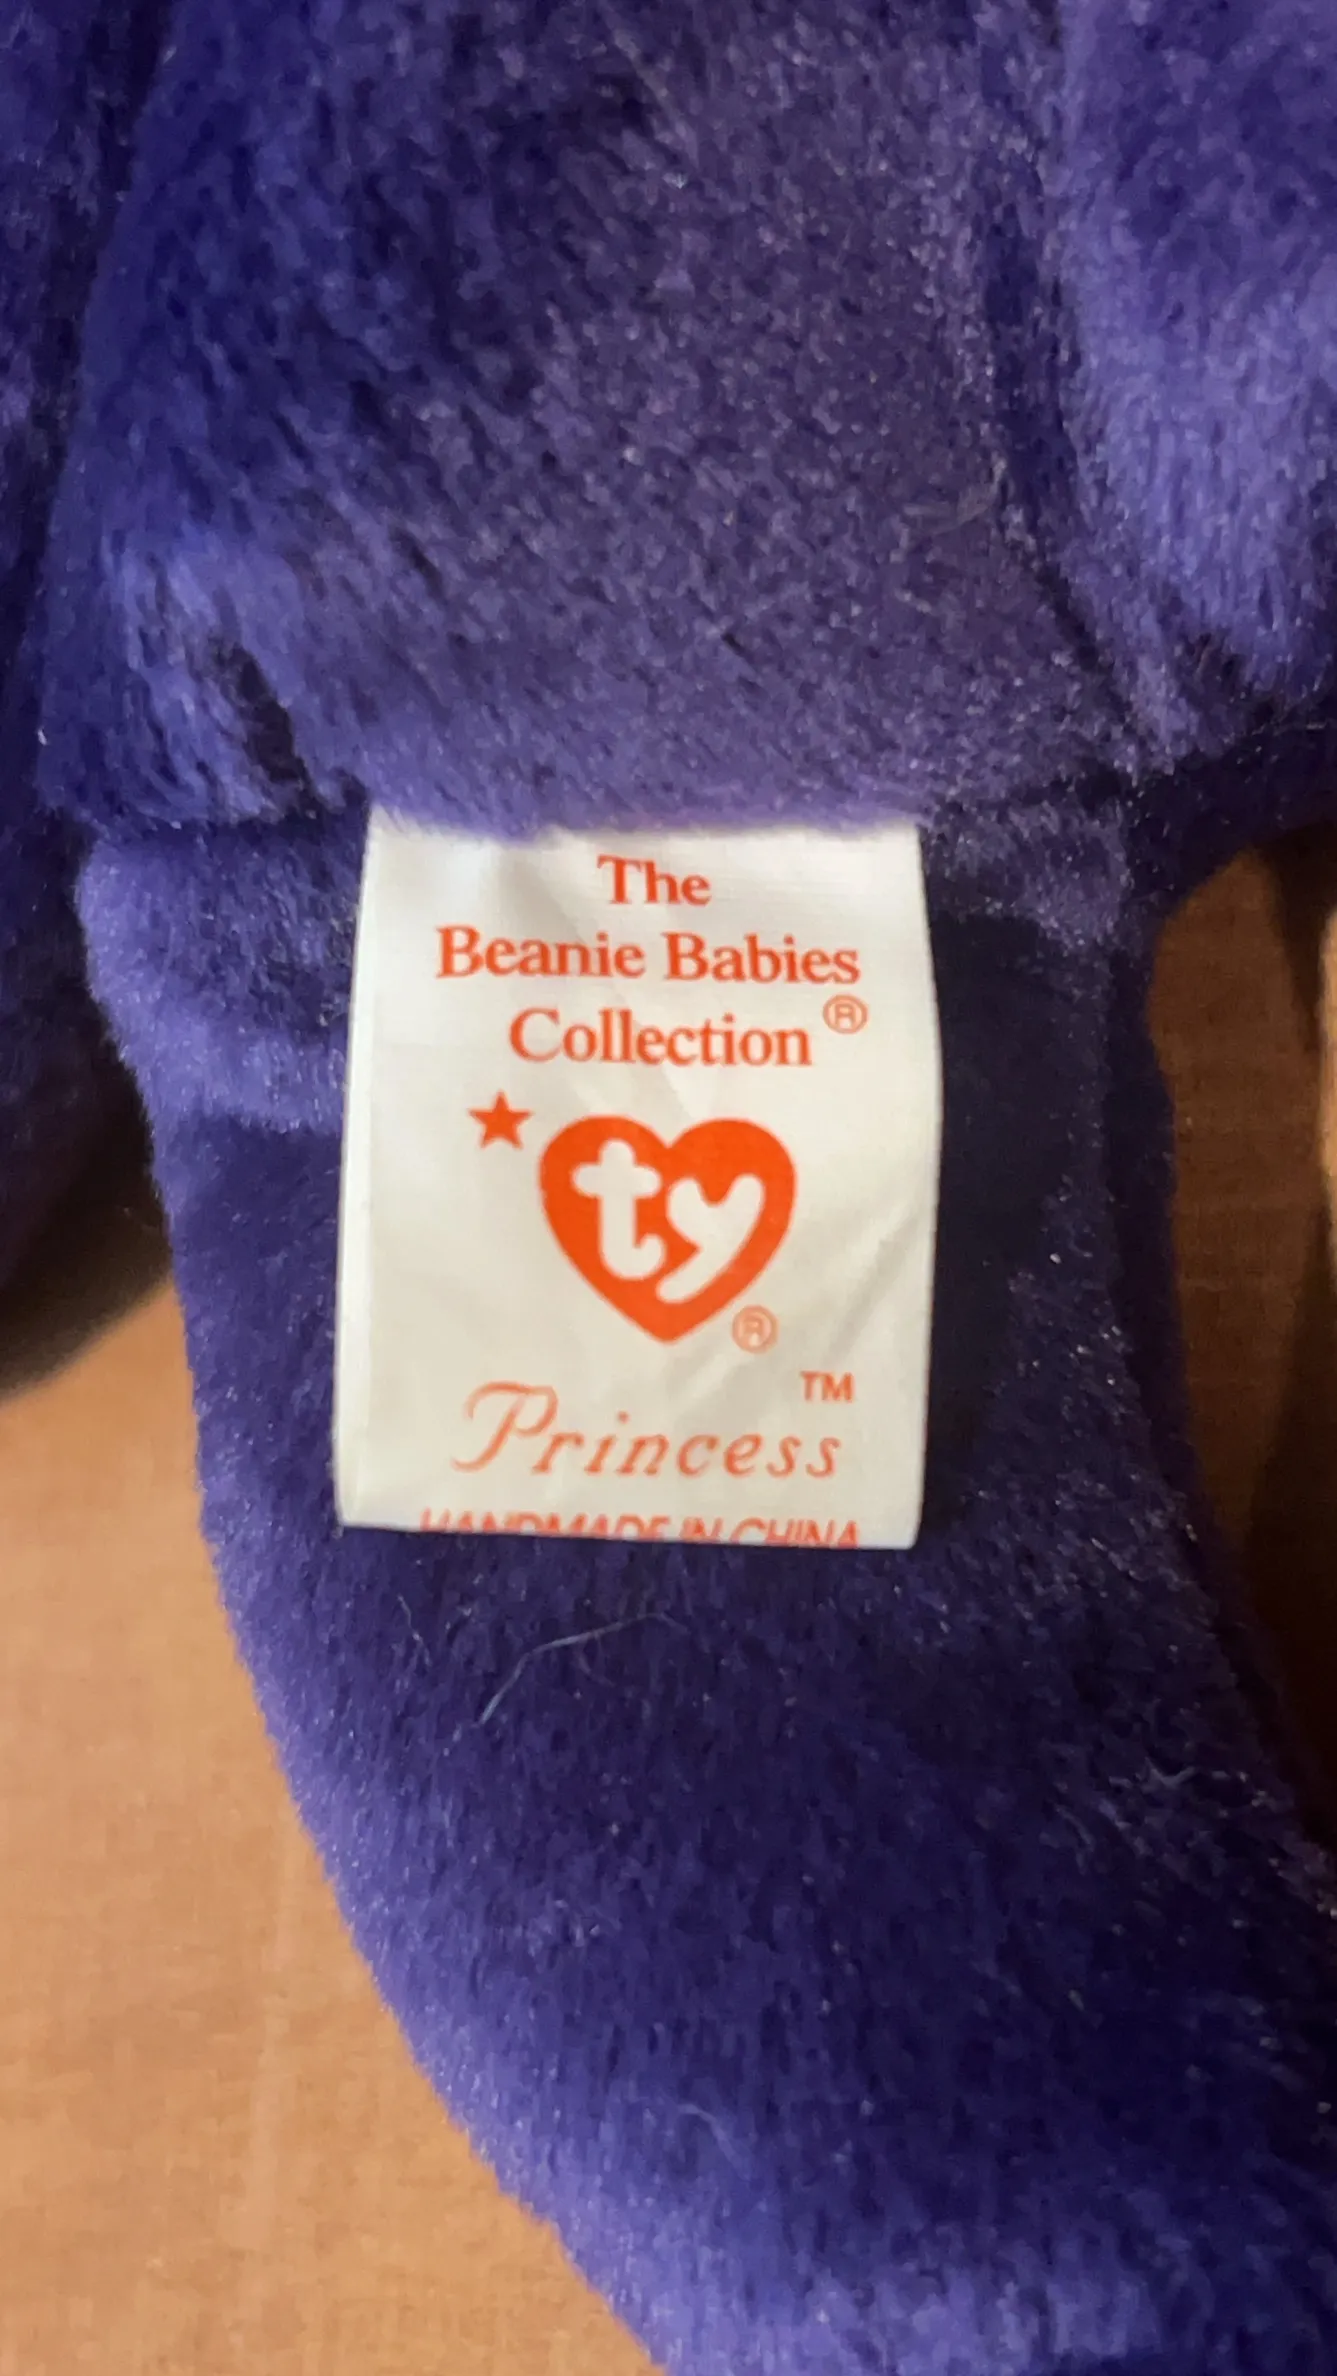 The
Beanie Babies
Collection ®
ty
®
Princess ™
HANDMADE IN CHINA